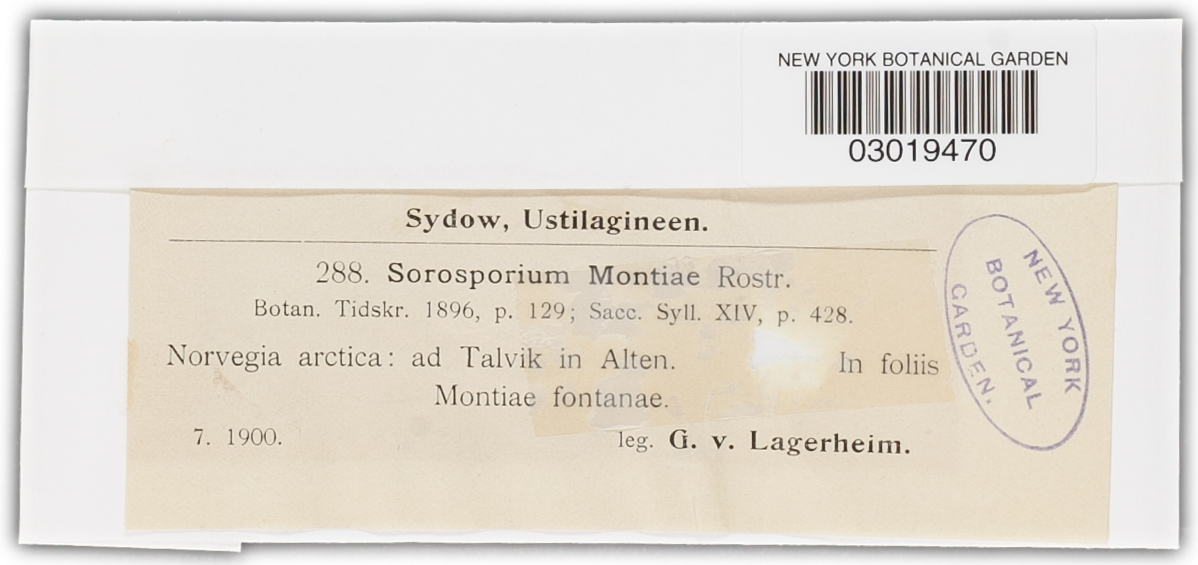 NEW YORK BOTANICAL GARDEN
03019470
Sydow, Ustilagineen.
288. Sorosporium Montiae Rostr.
Botan. Tidskr. 1896, p. 129; Sacc. Syll. XIV, p. 428.
Norvegia arctica: ad Talvik in Alten. In foliis
Montiae fontanae.
7. 1900. leg. G. v. Lagerheim.
NEW YORK
BOTANICAL
GARDEN.